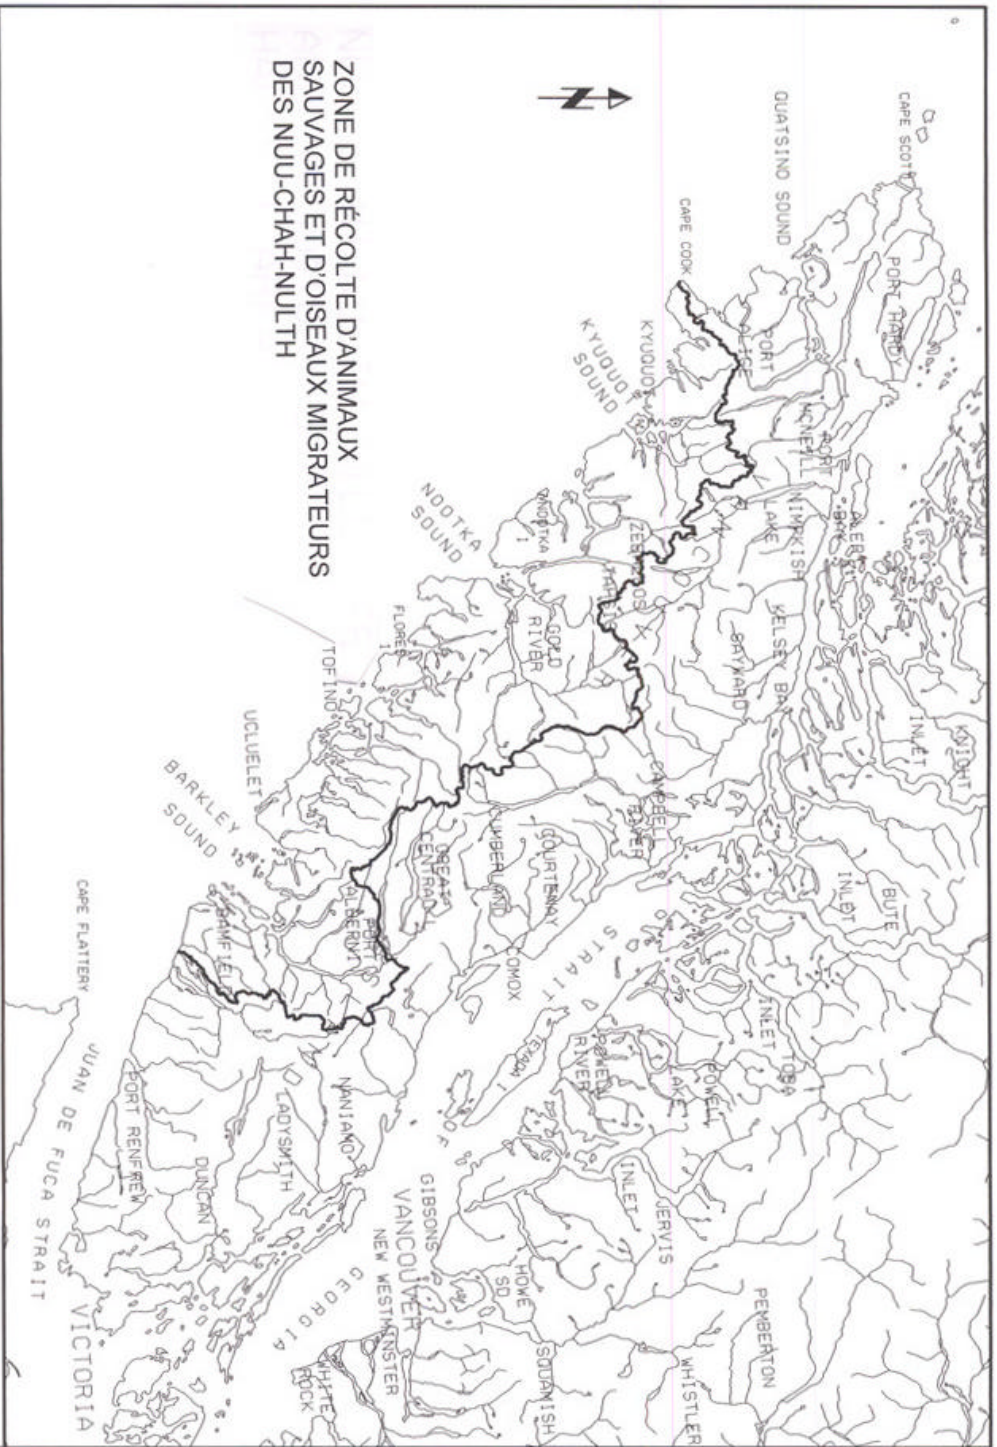 ZONE DE RÉCOLTE D'ANIMAUX
SAUVAGES ET D'OISEAUX MIGRATEURS
DES NUU-CHAH-NULTH
N
CAPE SCOTT
QUATSINO SOUND
PORT HARDY
CAPE COOK
PORT
ALICE
PORT
MCNEILL
ALERT
BAY
KYUQUOT
KYUQUOT
SOUND
NIMPKISH
LAKE
NOOTKA
SOUND
NOOTKA
I
ZEBALLOS
TAHSIS
KELSEY BAY
SAYWARD
GOLD
RIVER
KNIGHT
INLET
FLORES
I
TOFINO
UCLUELET
BARKLEY
SOUND
CAMPBELL
RIVER
CUMBERLAND
COURTENAY
COMOX
GREAT
CENTRAL
BUTE
INLET
PORT
ALBERNI
BAMFIELD
CAPE FLATTERY
STRAIT OF GEORGIA
TEXADA I
TOBA
INLET
POWELL
RIVER
POWELL
LAKE
NANIAMO
LADYSMITH
DUNCAN
PORT RENFREW
JUAN DE FUCA STRAIT
JERVIS
INLET
GIBSONS
VANCOUVER
NEW WESTMINSTER
HOWE
SD
SQUAMISH
PEMBERTON
WHISTLER
WHITE
ROCK
VICTORIA